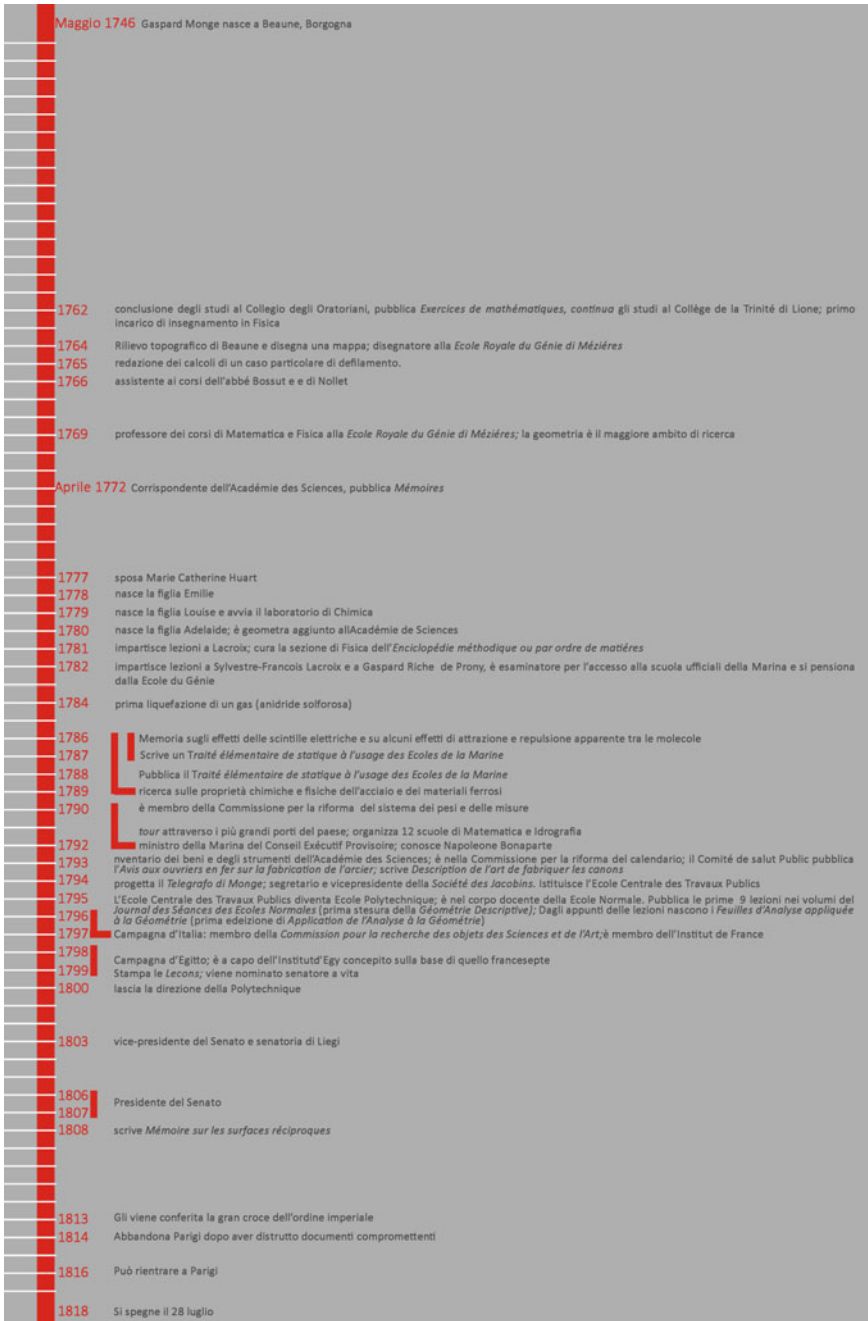 Maggio 1746 Gaspard Monge nasce a Beaune, Borgogna
1762 conclusione degli studi al Collegio degli Oratoriani, pubblica Exercices de mathématiques, continua gli studi al Collège de la Trinité di Lione; primo
incarico di insegnamento in Fisica
1764 Rilievo topografico di Beaune e disegna una mappa; disegnatore alla Ecole Royale du Génie di Méziéres
1765 redazione dei calcoli di un caso particolare di defilamento.
1766 assistente ai corsi dell'abbé Bossut e e di Nollet
1769 professore dei corsi di Matematica e Fisica alla Ecole Royale du Génie di Méziéres; la geometria è il maggiore ambito di ricerca
Aprile 1772 Corrispondente dell'Académie des Sciences, pubblica Mémoires
1777 sposa Marie Catherine Huart
1778 nasce la figlia Emilie
1779 nasce la figlia Louise e avvia il laboratorio di Chimica
1780 nasce la figlia Adelaide; è geometra aggiunto allAcadémie de Sciences
1781 impartisce lezioni a Lacroix; cura la sezione di Fisica dell'Enciclopédie méthodique ou par ordre de matiéres
1782 impartisce lezioni a Sylvestre-Francois Lacroix e a Gaspard Riche de Prony, è esaminatore per l'accesso alla scuola ufficiali della Marina e si pensiona
dalla Ecole du Génie
1784 prima liquefazione di un gas (anidride solforosa)
1786 Memoria sugli effetti delle scintille elettriche e su alcuni effetti di attrazione e repulsione apparente tra le molecole
1787 Scrive un Traité élémentaire de statique à l'usage des Ecoles de la Marine
1788 Pubblica il Traité élémentaire de statique à l'usage des Ecoles de la Marine
1789 ricerca sulle proprietà chimiche e fisiche dell'acciaio e dei materiali ferrosi
1790 è membro della Commissione per la riforma del sistema dei pesi e delle misure
tour attraverso i più grandi porti del paese; organizza 12 scuole di Matematica e Idrografia
1792 ministro della Marina del Conseil Exécutif Provisoire; conosce Napoleone Bonaparte
1793 nventario dei beni e degli strumenti dell'Académie des Sciences; è nella Commissione per la riforma del calendario; il Comité de salut Public pubblica
l'Avis aux ouvriers en fer sur la fabrication de l'arcier; scrive Description de l'art de fabriquer les canons
1794 progetta il Telegrafo di Monge; segretario e vicepresidente della Société des Jacobins. Istituisce l'Ecole Centrale des Travaux Publics
1795 L'Ecole Centrale des Travaux Publics diventa Ecole Polytechnique; è nel corpo docente della Ecole Normale. Pubblica le prime 9 lezioni nei volumi del
Journal des Séances des Ecoles Normales (prima stesura della Géométrie Descriptive); Dagli appunti delle lezioni nascono i Feuilles d'Analyse appliquée
1796 à la Géométrie (prima edeizione di Application de l'Analyse à la Géométrie)
1797 Campagna d'Italia: membro della Commission pour la recherche des objets des Sciences et de l'Art;è membro dell'Institut de France
1798
Campagna d'Egitto; è a capo dell'Institutd'Egy concepito sulla base di quello francesepte
1799 Stampa le Lecons; viene nominato senatore a vita
1800 lascia la direzione della Polytechnique
1803 vice-presidente del Senato e senatoria di Liegi
1806
Presidente del Senato
1807
1808 scrive Mémoire sur les surfaces réciproques
1813 Gli viene conferita la gran croce dell'ordine imperiale
1814 Abbandona Parigi dopo aver distrutto documenti compromettenti
1816 Può rientrare a Parigi
1818 Si spegne il 28 luglio